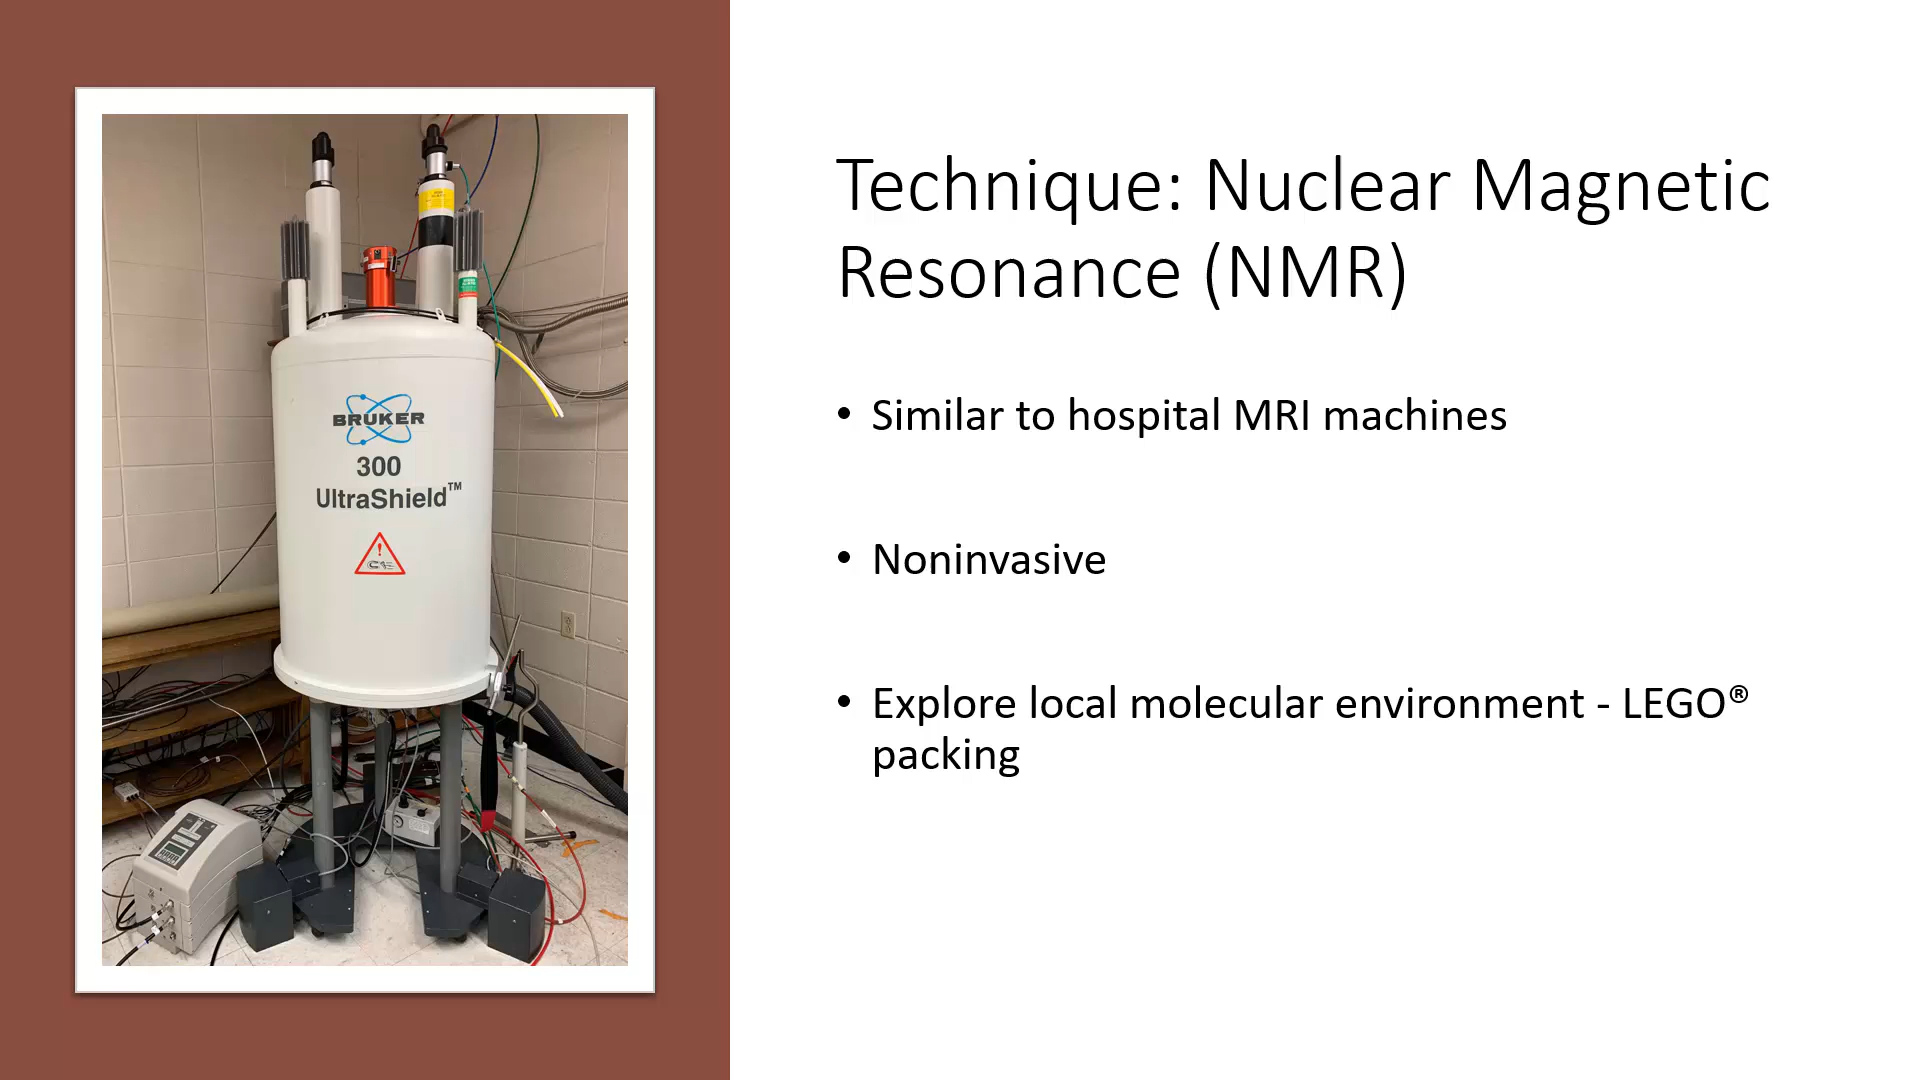 Technique: Nuclear Magnetic
Resonance (NMR)
• Similar to hospital MRI machines
• Noninvasive
• Explore local molecular environment - LEGO®
packing
BRUKER
300
UltraShield™